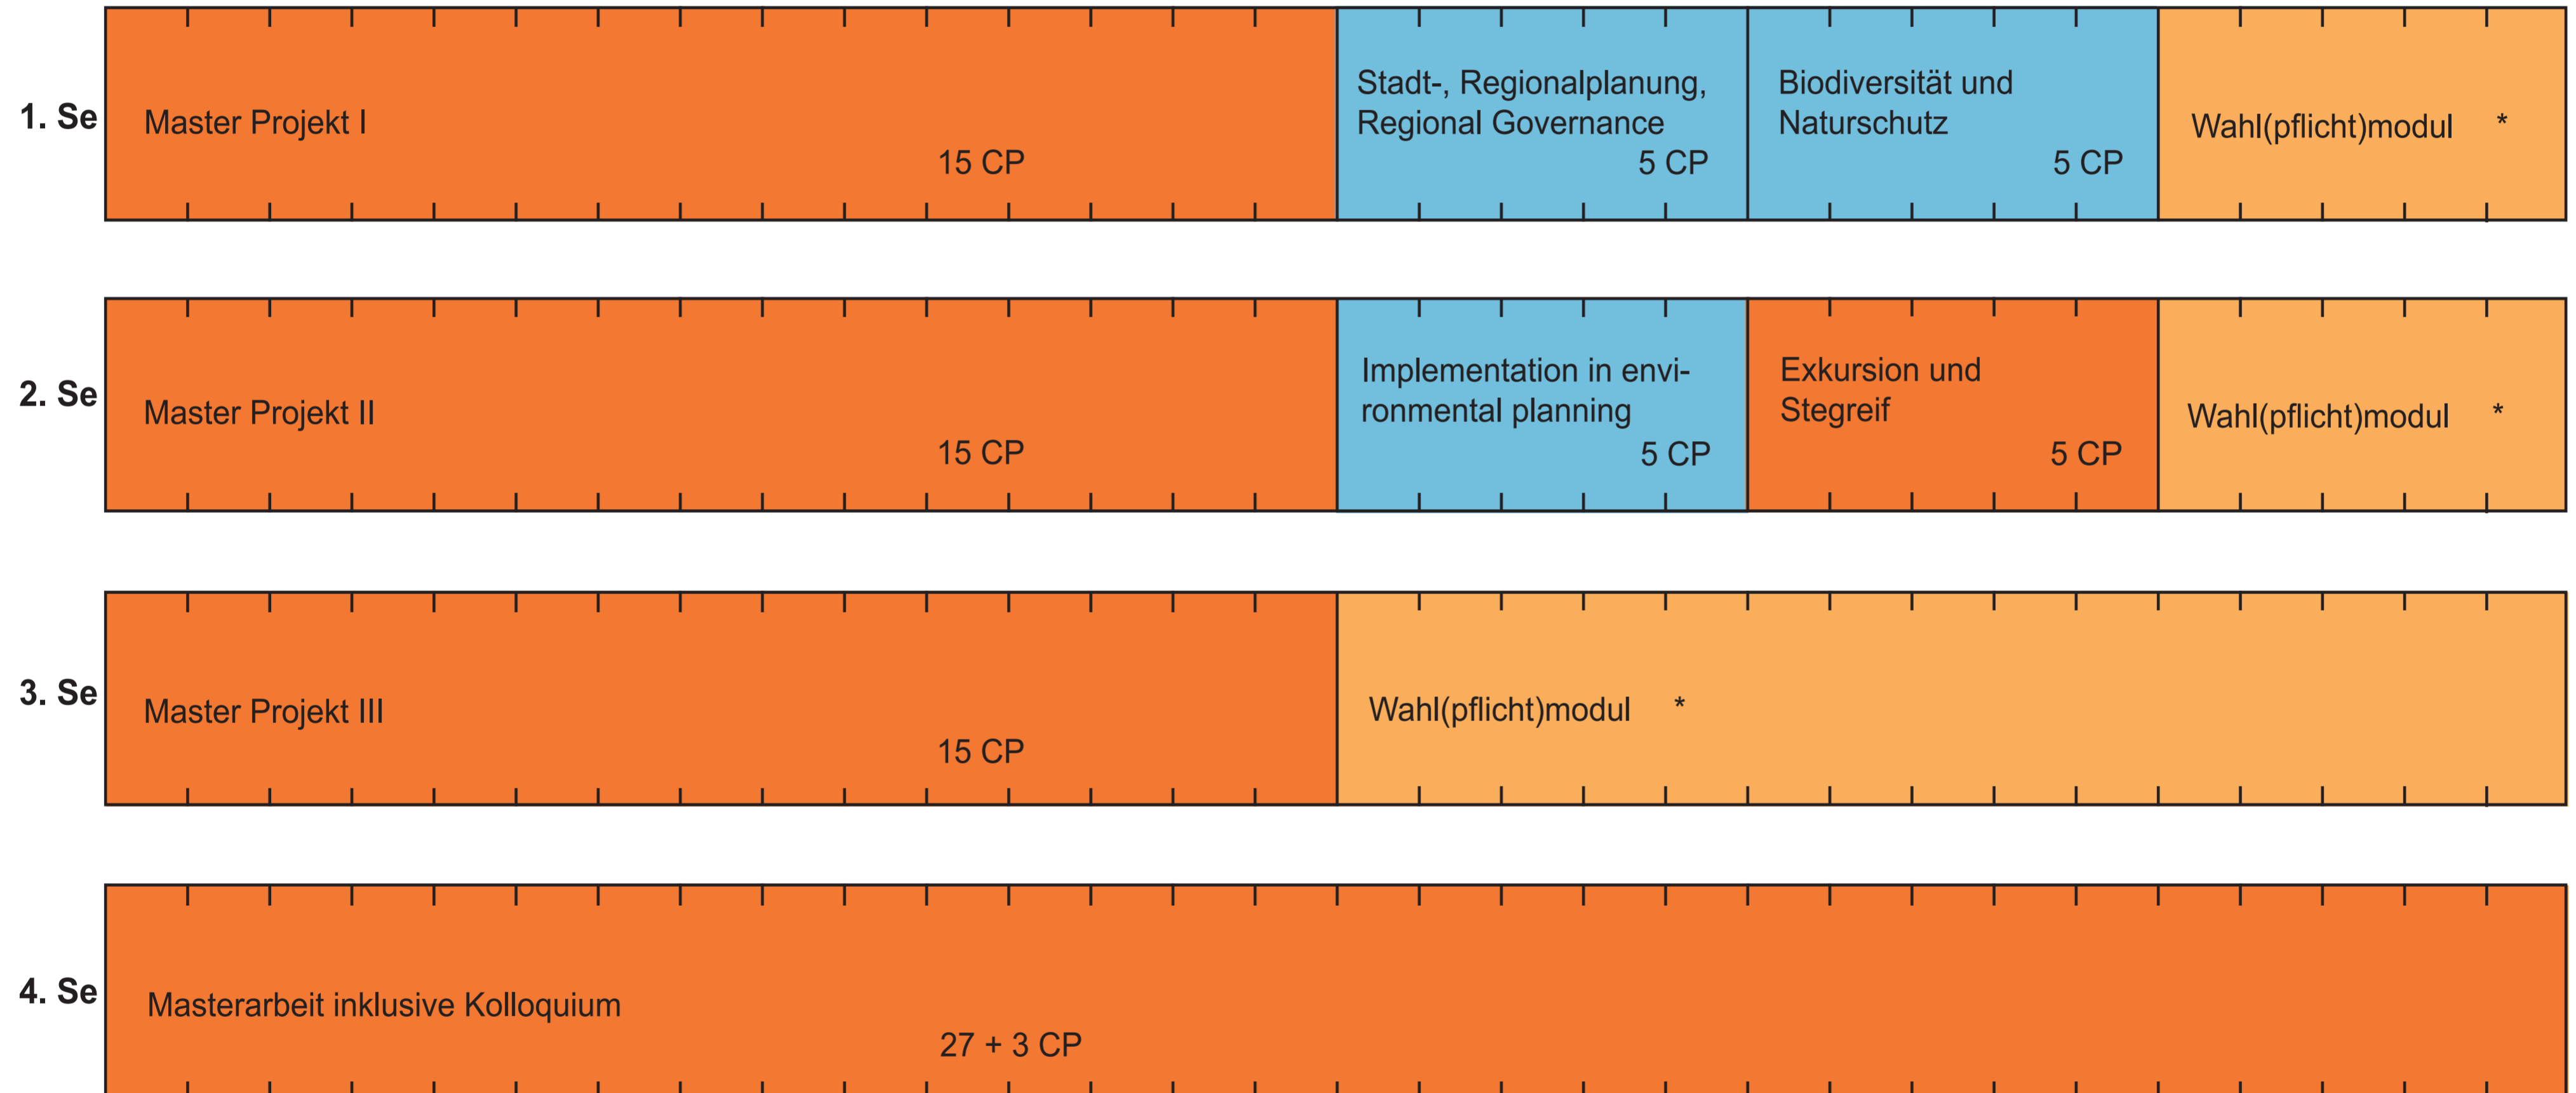 1. Se
Master Projekt I
15 CP
Stadt-, Regionalplanung,
Regional Governance
5 CP
Biodiversität und
Naturschutz
5 CP
Wahl(pflicht)modul *
2. Se
Master Projekt II
15 CP
Implementation in envi-
ronmental planning
5 CP
Exkursion und
Stegreif
5 CP
Wahl(pflicht)modul *
3. Se
Master Projekt III
15 CP
Wahl(pflicht)modul *
4. Se
Masterarbeit inklusive Kolloquium
27 + 3 CP